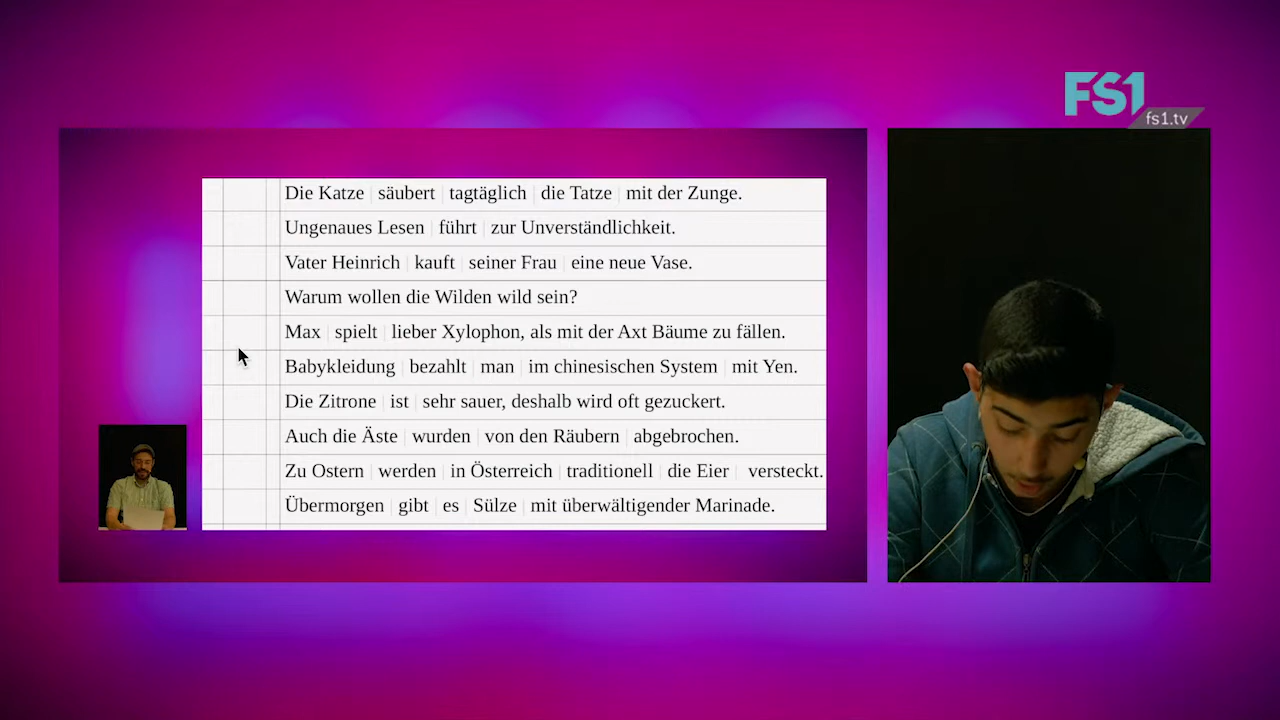 FS1
fs1.tv
Die Katze | säubert | tagtäglich | die Tatze | mit der Zunge.
Ungenaues Lesen | führt | zur Unverständlichkeit.
Vater Heinrich | kauft | seiner Frau | eine neue Vase.
Warum wollen die Wilden wild sein?
Max | spielt | lieber Xylophon, als mit der Axt Bäume zu fällen.
Babykleidung | bezahlt | man | im chinesischen System | mit Yen.
Die Zitrone | ist | sehr sauer, deshalb wird oft gezuckert.
Auch die Äste | wurden | von den Räubern | abgebrochen.
Zu Ostern | werden | in Österreich | traditionell | die Eier | versteckt.
Übermorgen | gibt | es | Sülze | mit überwältigender Marinade.